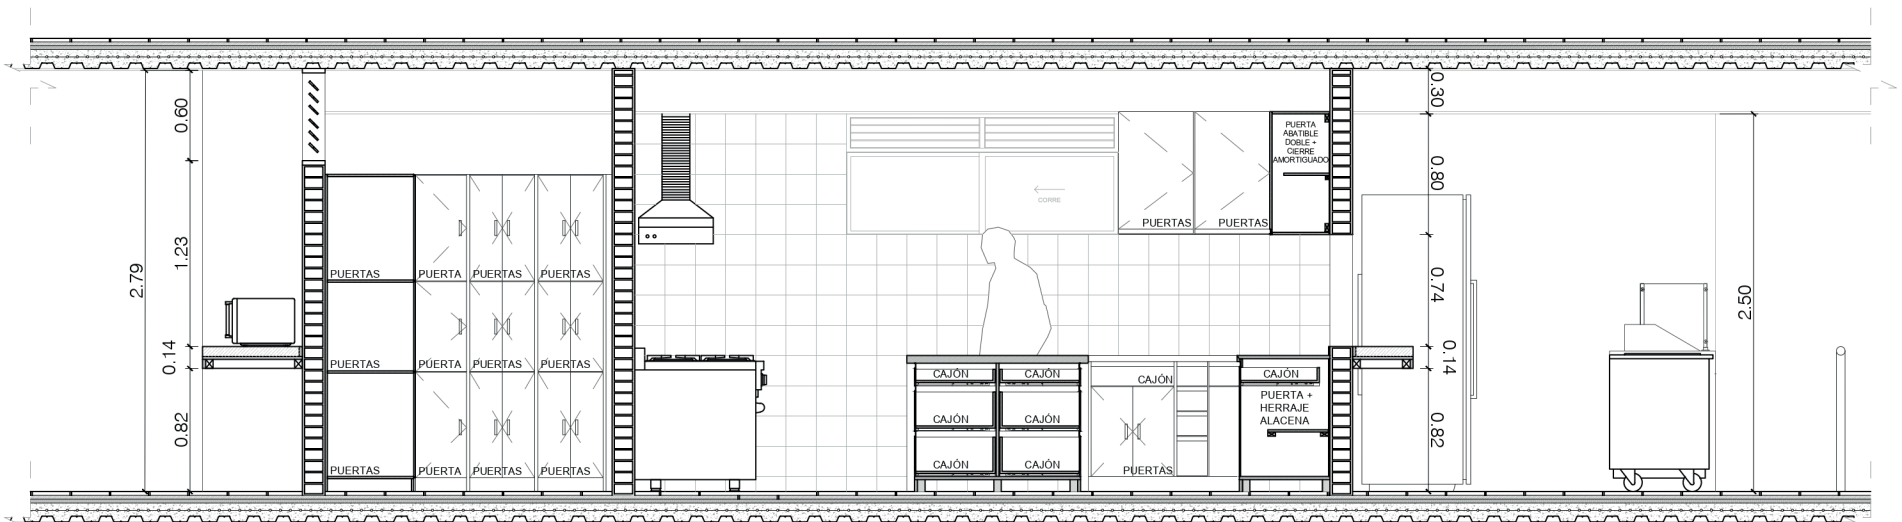 2.79
0.60
1.23
0.14
0.82
PUERTAS
PUERTA
PUERTAS
PUERTAS
PUERTAS
PUERTA
PUERTAS
PUERTAS
PUERTAS
PUERTA
PUERTAS
PUERTAS
CORRE
PUERTAS
PUERTAS
PUERTA
ABATIBLE
DOBLE +
CIERRE
AMORTIGUADO
CAJÓN
CAJÓN
CAJÓN
CAJÓN
CAJÓN
CAJÓN
CAJÓN
PUERTAS
CAJÓN
PUERTA +
HERRAJE
ALACENA
0.30
0.80
0.74
0.14
0.82
2.50